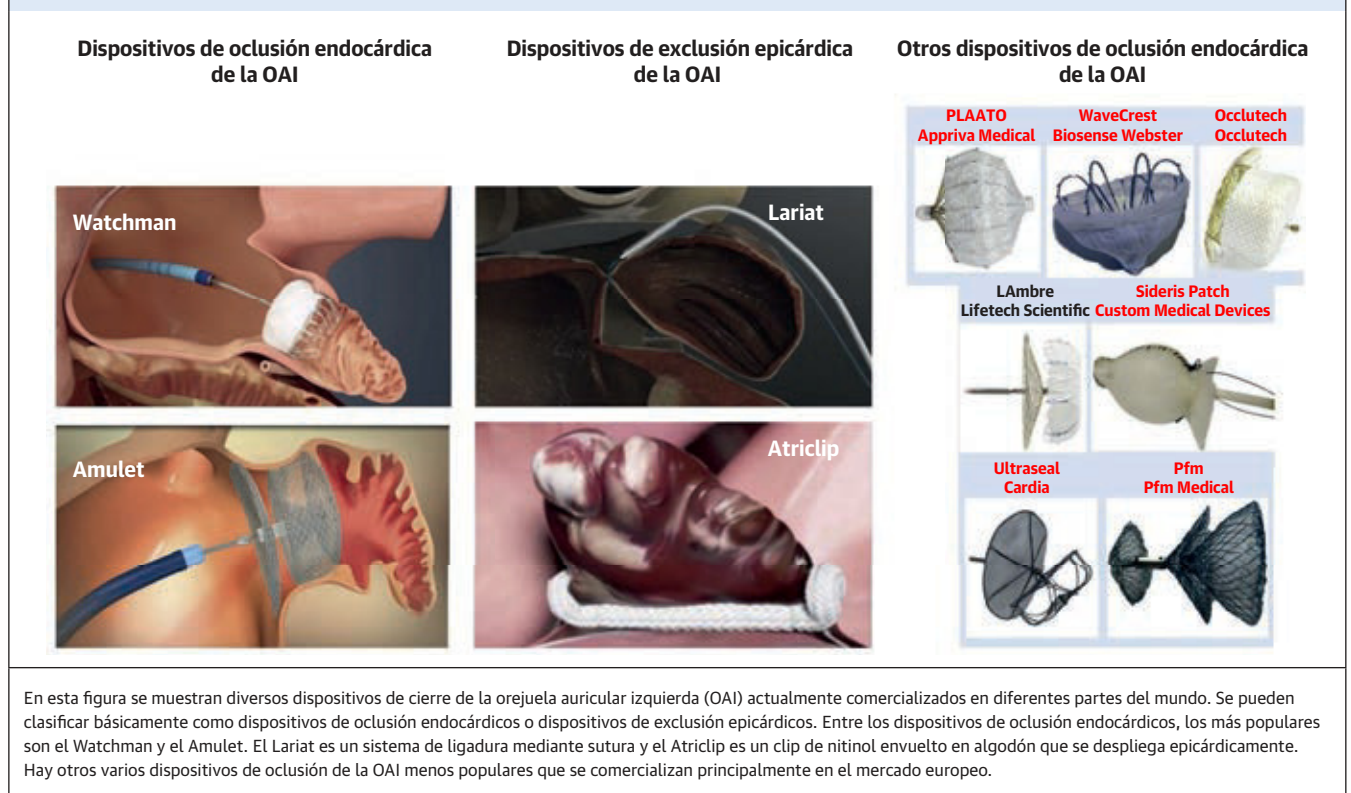 Dispositivos de oclusión endocárdica
de la OAI
Dispositivos de exclusión epicárdica
de la OAI
Otros dispositivos de oclusión endocárdica
de la OAI
Watchman
Amulet
Lariat
Atriclip
PLAATO
Appriva Medical
WaveCrest
Biosense Webster
Occlutech
Occlutech
LAmbre
Lifetech Scientific
Sideris Patch
Custom Medical Devices
Ultraseal
Cardia
Pfm
Pfm Medical
En esta figura se muestran diversos dispositivos de cierre de la orejuela auricular izquierda (OAI) actualmente comercializados en diferentes partes del mundo. Se pueden
clasificar básicamente como dispositivos de oclusión endocárdicos o dispositivos de exclusión epicárdicos. Entre los dispositivos de oclusión endocárdicos, los más populares
son el Watchman y el Amulet. El Lariat es un sistema de ligadura mediante sutura y el Atriclip es un clip de nitinol envuelto en algodón que se despliega epicárdicamente.
Hay otros varios dispositivos de oclusión de la OAI menos populares que se comercializan principalmente en el mercado europeo.